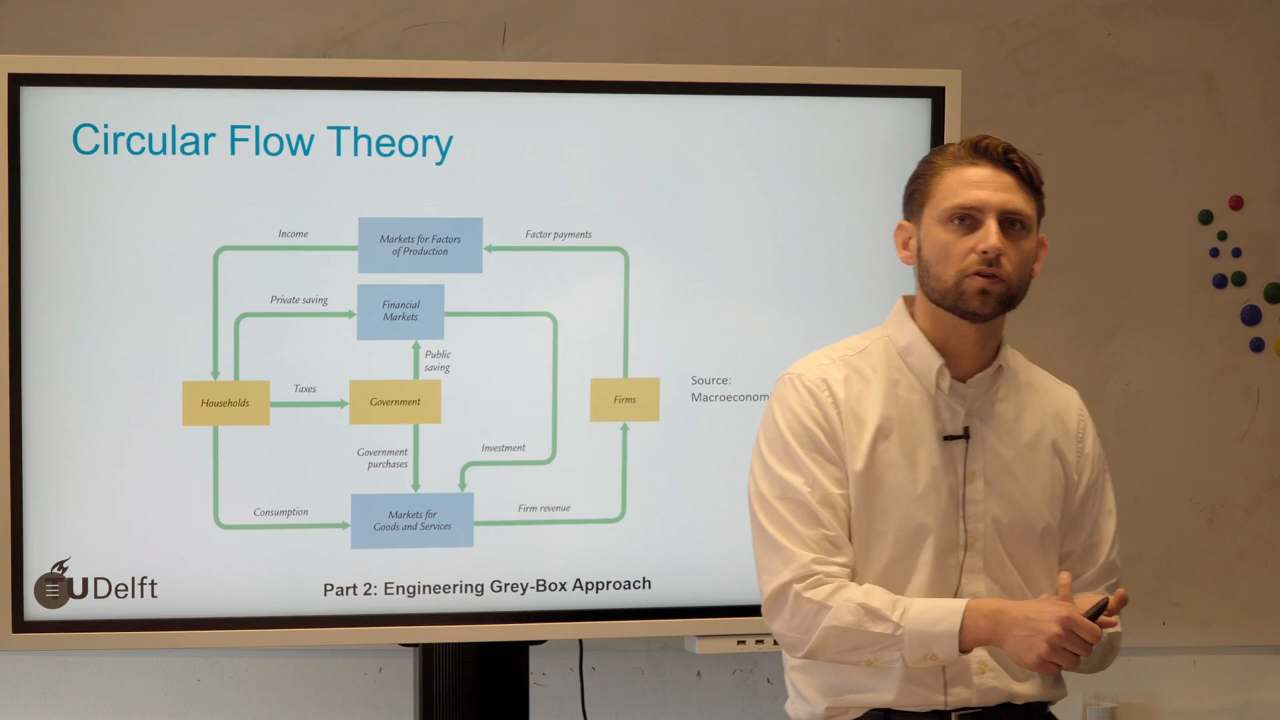 Circular Flow Theory
Income
Markets for Factors
of Production
Factor payments
Private saving
Financial
Markets
Public
saving
Households
Taxes
Government
Firms
Source:
Government
purchases
Investment
Consumption
Markets for
Goods and Services
Firm revenue
TUDelft
Part 2: Engineering Grey-Box Approach